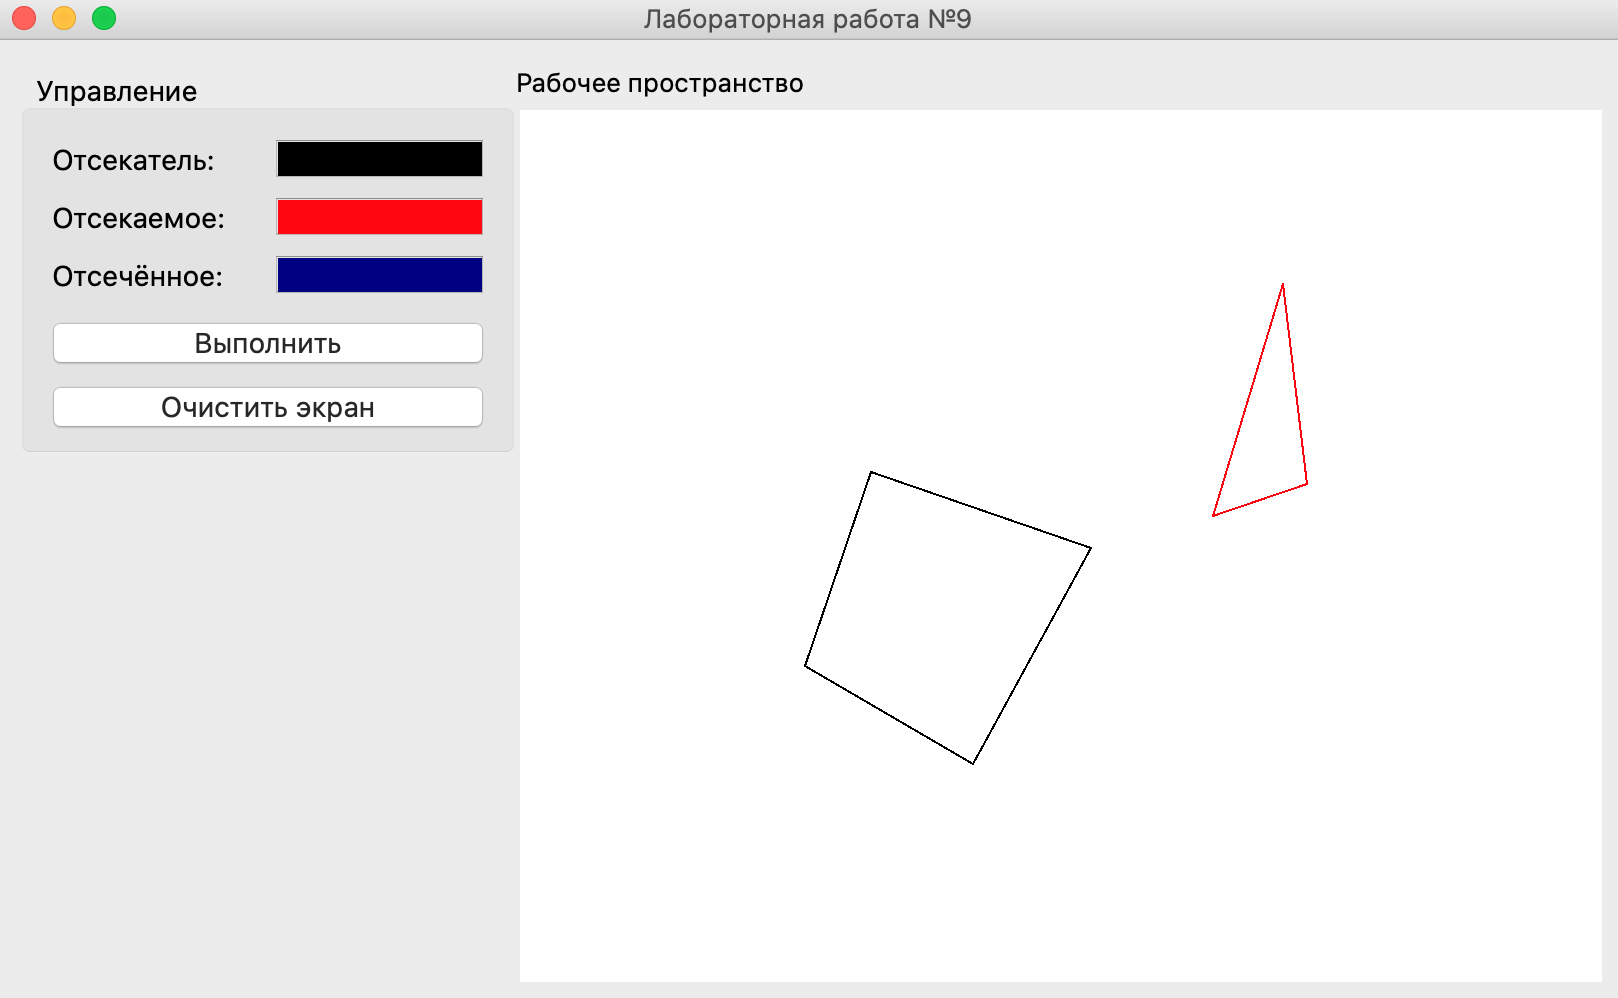 Лабораторная работа №9
Управление
Рабочее пространство
Отсекатель:
Отсекаемое:
Отсечённое:
Выполнить
Очистить экран